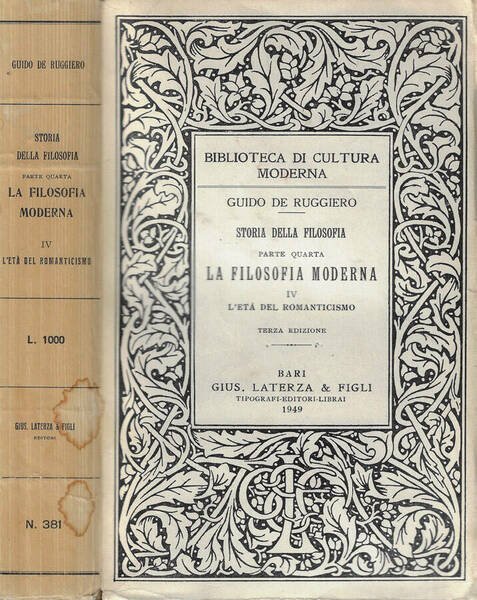 GUIDO DE RUGGIERO
STORIA
DELLA FILOSOFIA
PARTE QUARTA
LA FILOSOFIA
MODERNA
IV
L'ETÁ DEL ROMANTICISMO
L. 1000
GIUS. LATERZA & FIGLI
EDITORI
N. 381
BIBLIOTECA DI CULTURA
MODERNA
GUIDO DE RUGGIERO
STORIA DELLA FILOSOFIA
PARTE QUARTA
LA FILOSOFIA MODERNA
IV
L'ETÁ DEL ROMANTICISMO
TERZA EDIZIONE
BARI
GIUS. LATERZA & FIGLI
TIPOGRAFI-EDITORI-LIBRAI
1949